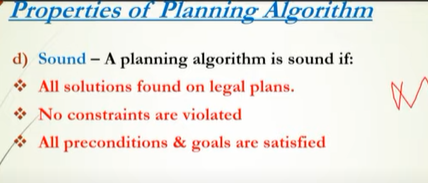 Properties of Planning Algorithm
d) Sound – A planning algorithm is sound if:
❖ All solutions found on legal plans.
❖ No constraints are violated
❖ All preconditions & goals are satisfied